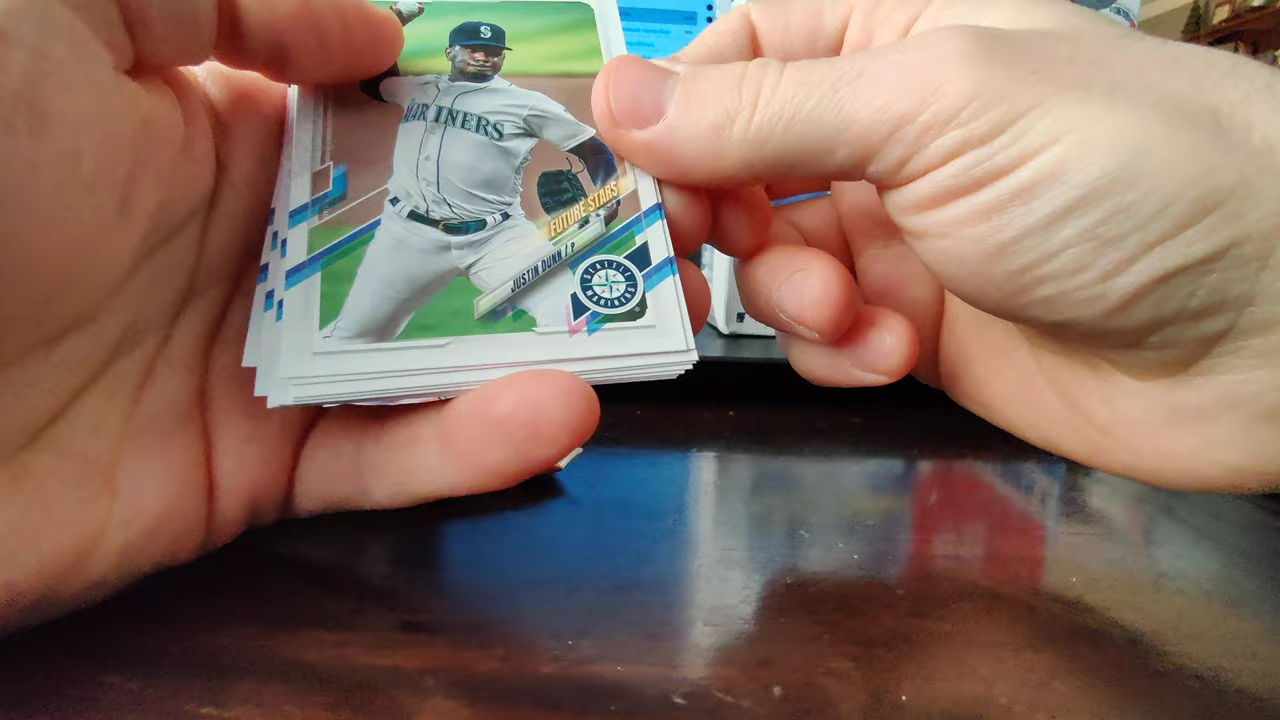 S
MARINERS
FUTURE STARS
JUSTIN DUNN / P
SEATTLE
MARINERS